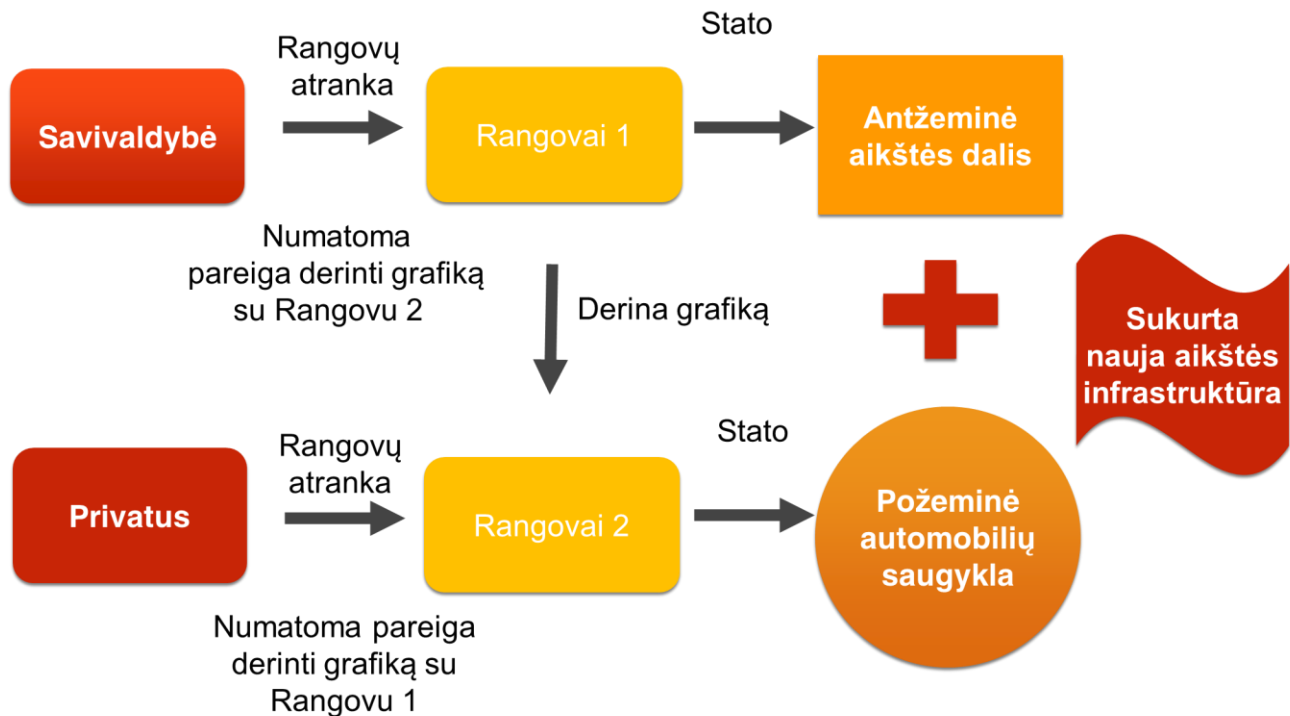 Stato
Rangovų
atranka
Savivaldybė
Rangovai 1
Antžeminė
aikštės dalis
Numatoma
pareiga derinti grafiką
su Rangovu 2
Derina grafiką
Sukurta
nauja aikštės
infrastruktūra
Rangovų
atranka
Stato
Privatus
Rangovai 2
Požeminė
automobilių
saugykla
Numatoma pareiga
derinti grafiką su
Rangovu 1